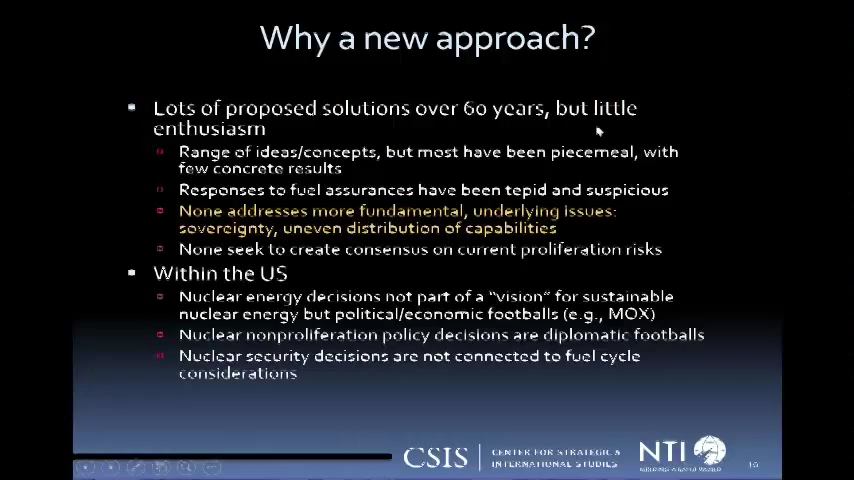 Why a new approach?
Lots of proposed solutions over 60 years, but little
enthusiasm
Range of ideas/concepts, but most have been piecemeal, with
few concrete results
Responses to fuel assurances have been tepid and suspicious
None addresses more fundamental, underlying issues:
sovereignty, uneven distribution of capabilities
None seek to create consensus on current proliferation risks
Within the US
Nuclear energy decisions not part of a "vision" for sustainable
nuclear energy but political/economic footballs (e.g., MOX)
Nuclear nonproliferation policy decisions are diplomatic footballs
Nuclear security decisions are not connected to fuel cycle
considerations
CSIS
CENTER FOR STRATEGIC &
INTERNATIONAL STUDIES
NTI